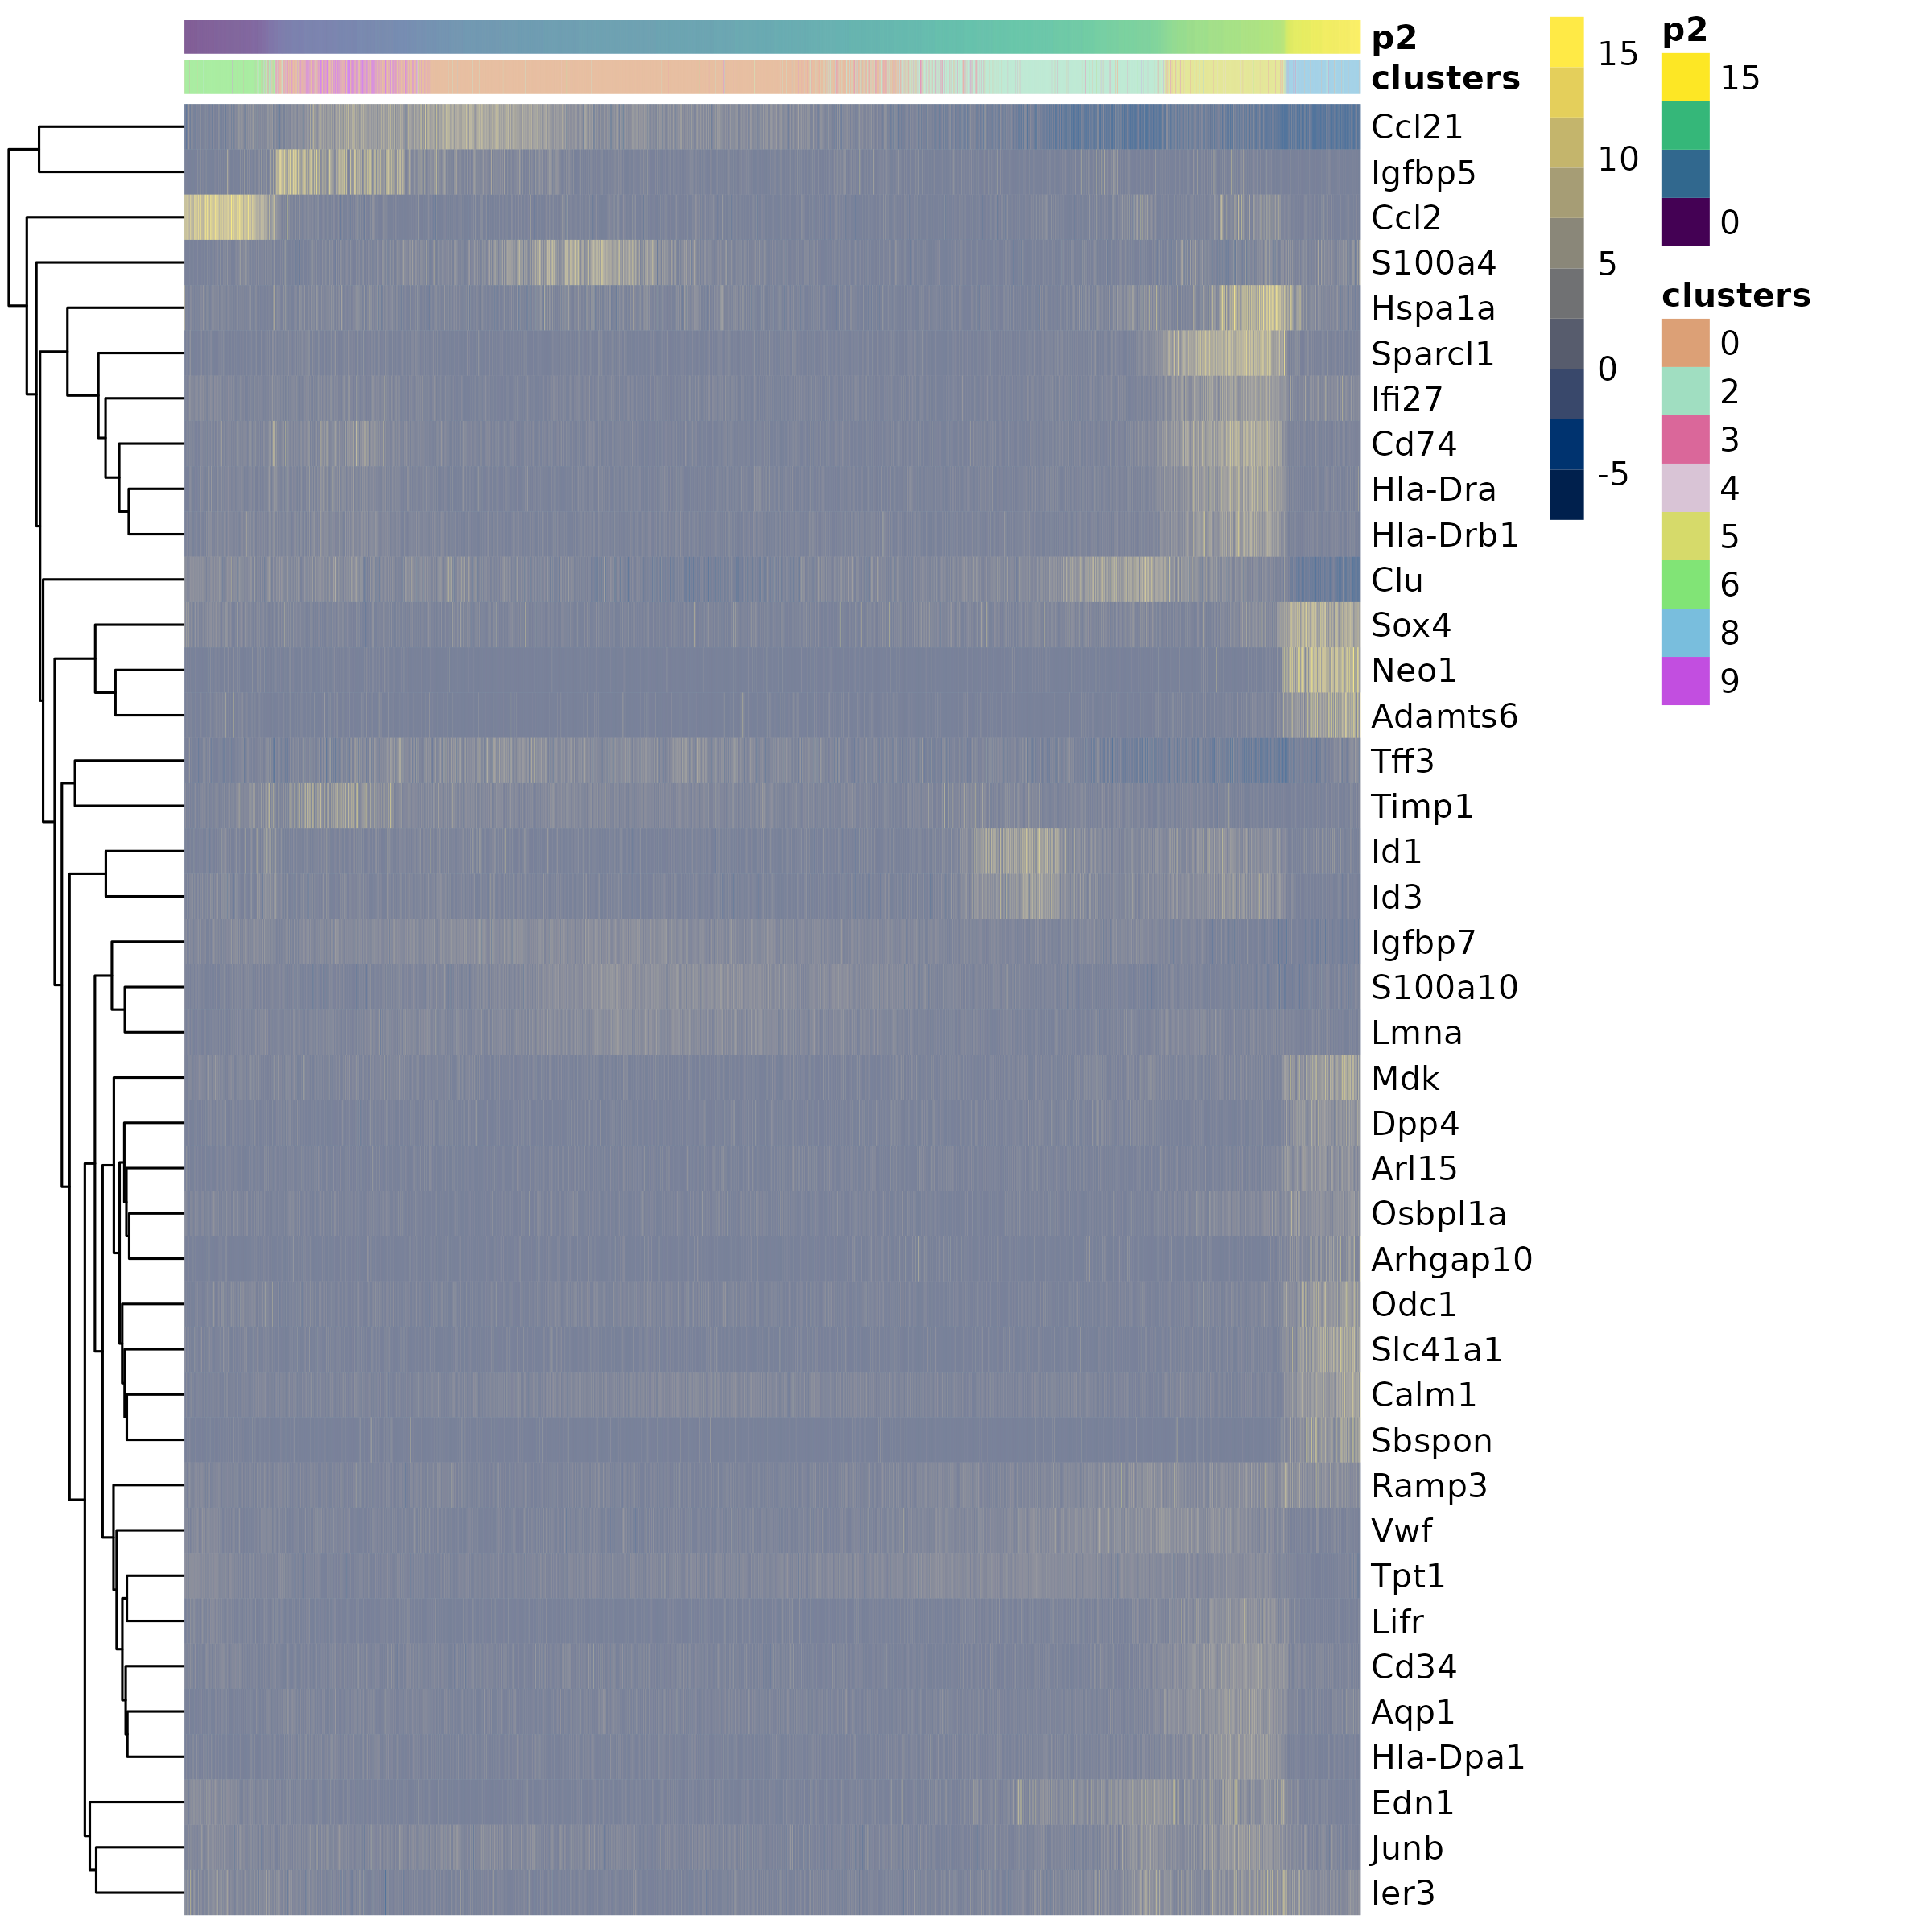 p2
clusters
Ccl21
Igfbp5
Ccl2
S100a4
Hspa1a
Sparcl1
Ifi27
Cd74
Hla-Dra
Hla-Drb1
Clu
Sox4
Neo1
Adamts6
Tff3
Timp1
Id1
Id3
Igfbp7
S100a10
Lmna
Mdk
Dpp4
Arl15
Osbpl1a
Arhgap10
Odc1
Slc41a1
Calm1
Sbspon
Ramp3
Vwf
Tpt1
Lifr
Cd34
Aqp1
Hla-Dpa1
Edn1
Junb
Ier3
15
10
5
0
-5
p2
15
0
clusters
0
2
3
4
5
6
8
9